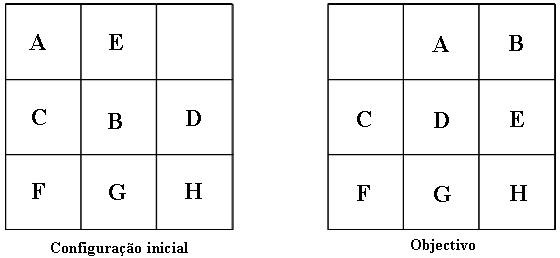 A E A B
C B D C D E
F G H F G H
Configuração inicial Objectivo